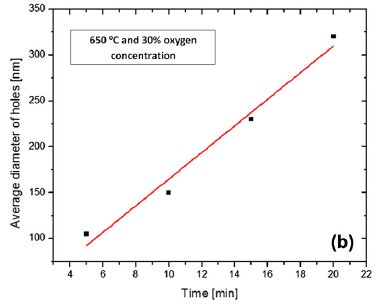 350
300
250
200
150
100
650 °C and 30% oxygen
concentration
Average diameter of holes [nm]
(b)
4 6 8 10 12 14 16 18 20 22
Time [min]